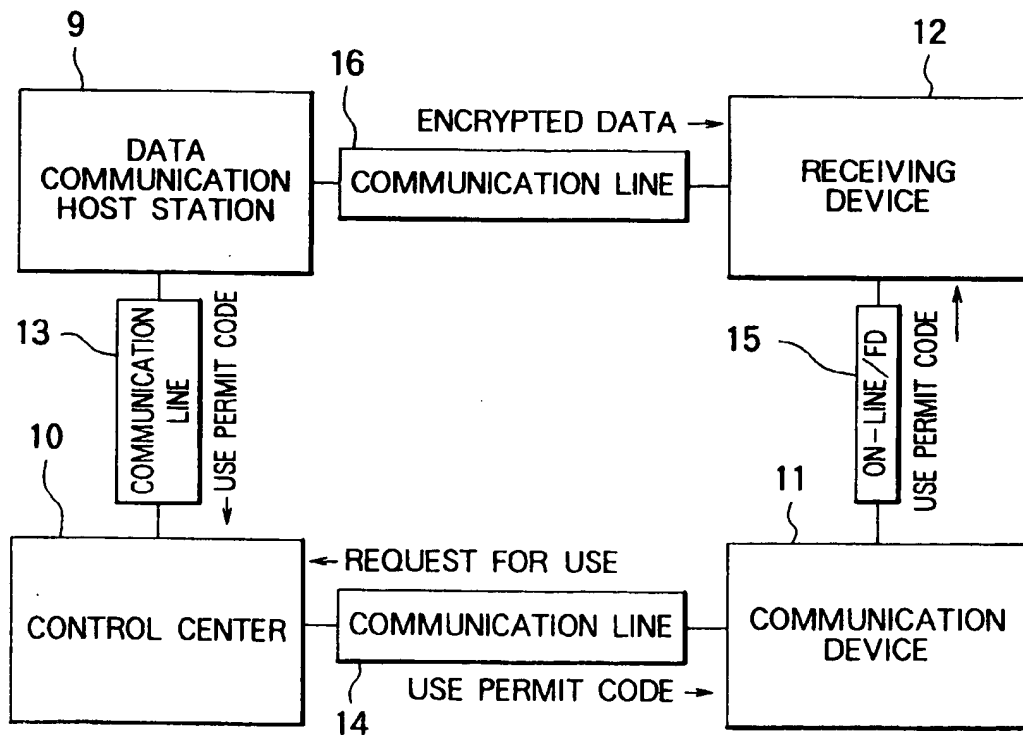 9
16
12
ENCRYPTED DATA →
DATA
COMMUNICATION
HOST STATION
COMMUNICATION LINE
RECEIVING
DEVICE
13
COMMUNICATION
LINE
← USE PERMIT CODE
15
ON-LINE/FD
USE PERMIT CODE →
10
11
← REQUEST FOR USE
CONTROL CENTER
COMMUNICATION LINE
COMMUNICATION
DEVICE
14
USE PERMIT CODE →